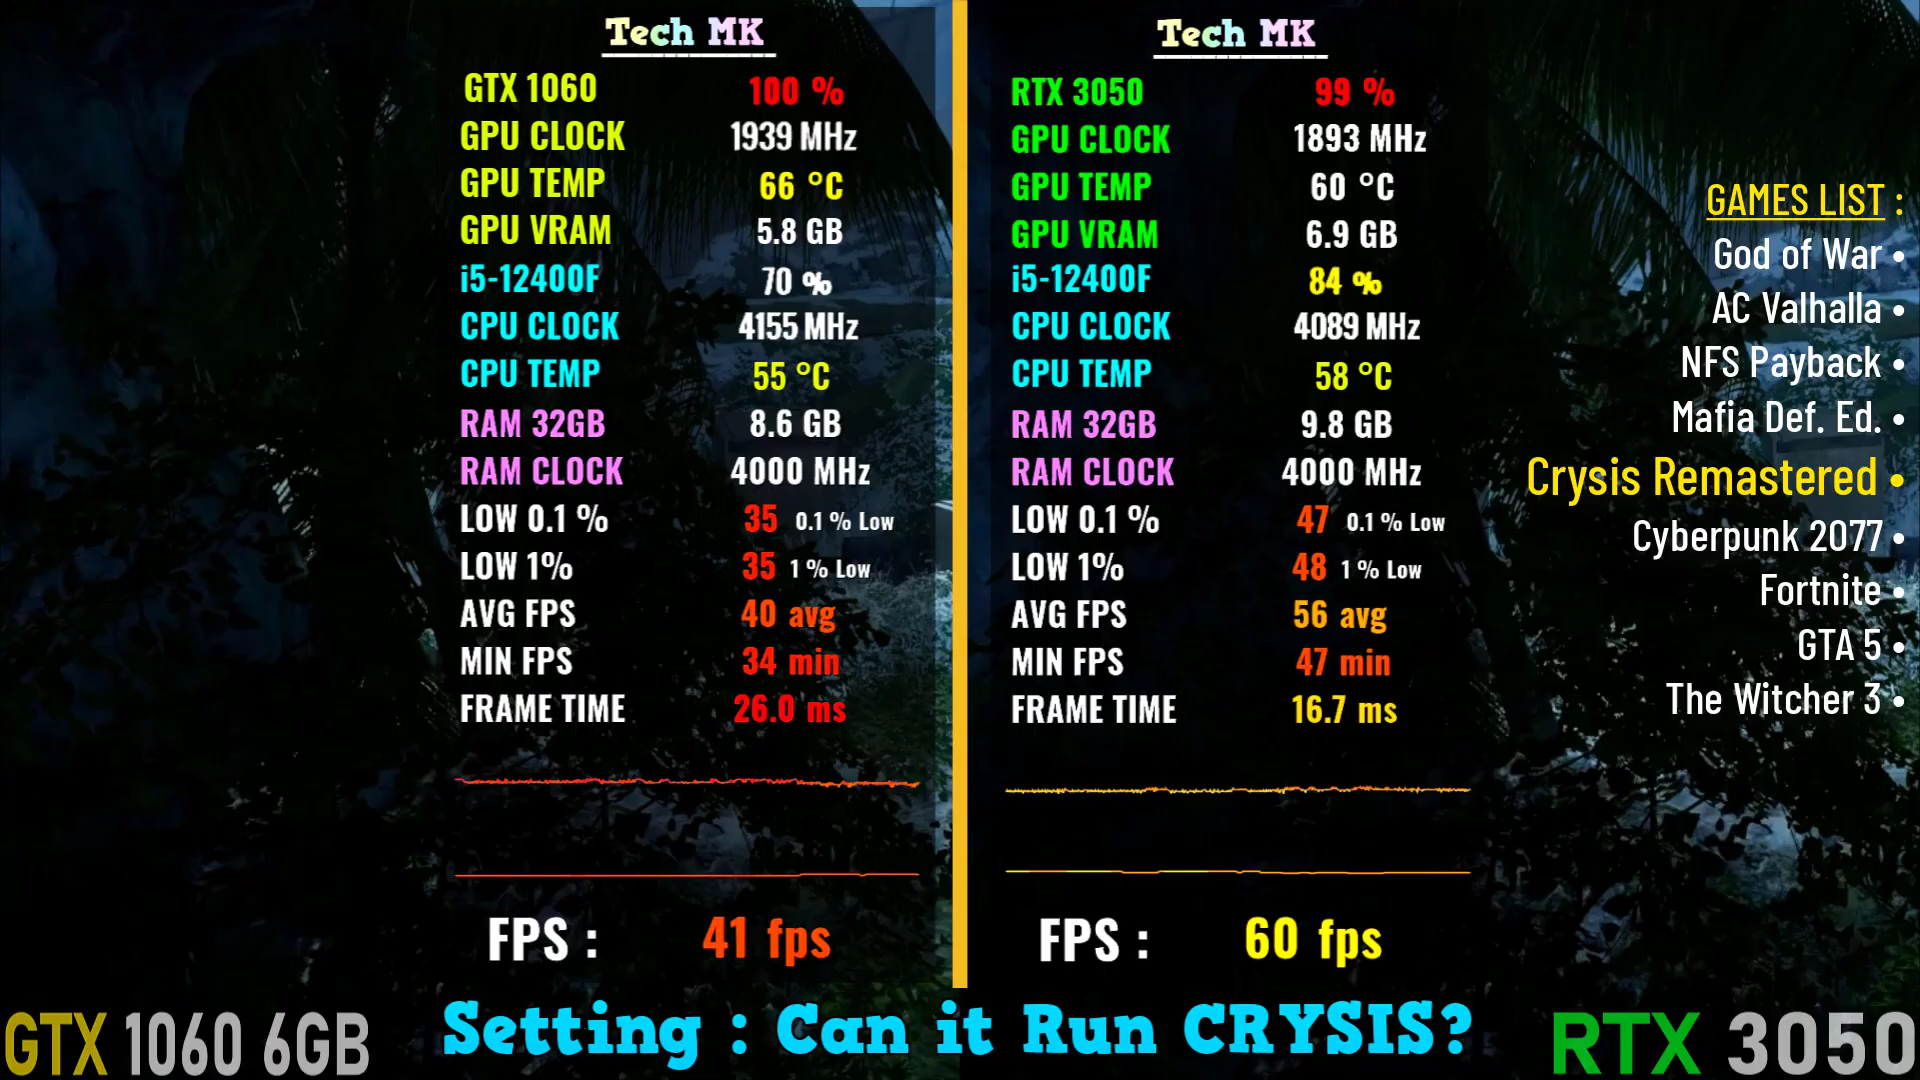 Tech MK
GTX 1060 100 %
GPU CLOCK 1939 MHz
GPU TEMP 66 °C
GPU VRAM 5.8 GB
i5-12400F 70 %
CPU CLOCK 4155 MHz
CPU TEMP 55 °C
RAM 32GB 8.6 GB
RAM CLOCK 4000 MHz
LOW 0.1 % 35 0.1 % Low
LOW 1% 35 1 % Low
AVG FPS 40 avg
MIN FPS 34 min
FRAME TIME 26.0 ms
FPS : 41 fps
Tech MK
RTX 3050 99 %
GPU CLOCK 1893 MHz
GPU TEMP 60 °C
GPU VRAM 6.9 GB
i5-12400F 84 %
CPU CLOCK 4089 MHz
CPU TEMP 58 °C
RAM 32GB 9.8 GB
RAM CLOCK 4000 MHz
LOW 0.1 % 47 0.1 % Low
LOW 1% 48 1 % Low
AVG FPS 56 avg
MIN FPS 47 min
FRAME TIME 16.7 ms
FPS : 60 fps
GAMES LIST :
God of War •
AC Valhalla •
NFS Payback •
Mafia Def. Ed. •
Crysis Remastered •
Cyberpunk 2077 •
Fortnite •
GTA 5 •
The Witcher 3 •
GTX 1060 6GB
Setting : Can it Run CRYSIS?
RTX 3050